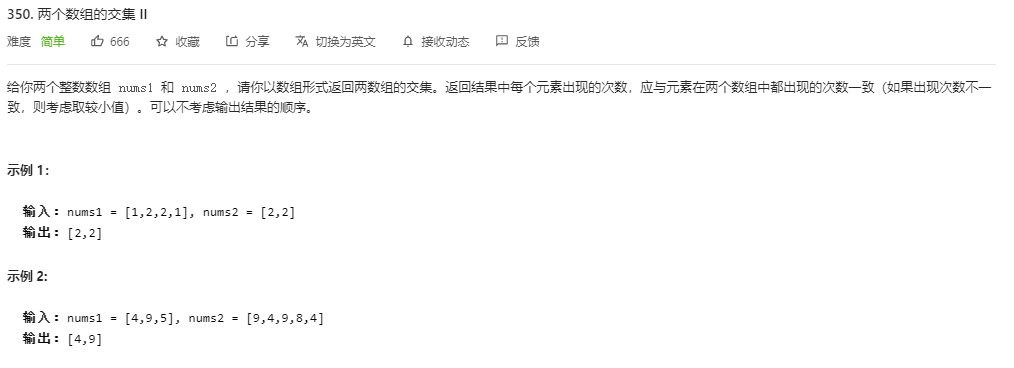 350. 两个数组的交集 II
难度 简单 666 收藏 分享 切换为英文 接收动态 反馈
给你两个整数数组 nums1 和 nums2 ，请你以数组形式返回两数组的交集。返回结果中每个元素出现的次数，应与元素在两个数组中都出现的次数一致（如果出现次数不一
致，则考虑取较小值）。可以不考虑输出结果的顺序。
示例 1：
输入：nums1 = [1,2,2,1], nums2 = [2,2]
输出：[2,2]
示例 2:
输入：nums1 = [4,9,5], nums2 = [9,4,9,8,4]
输出：[4,9]